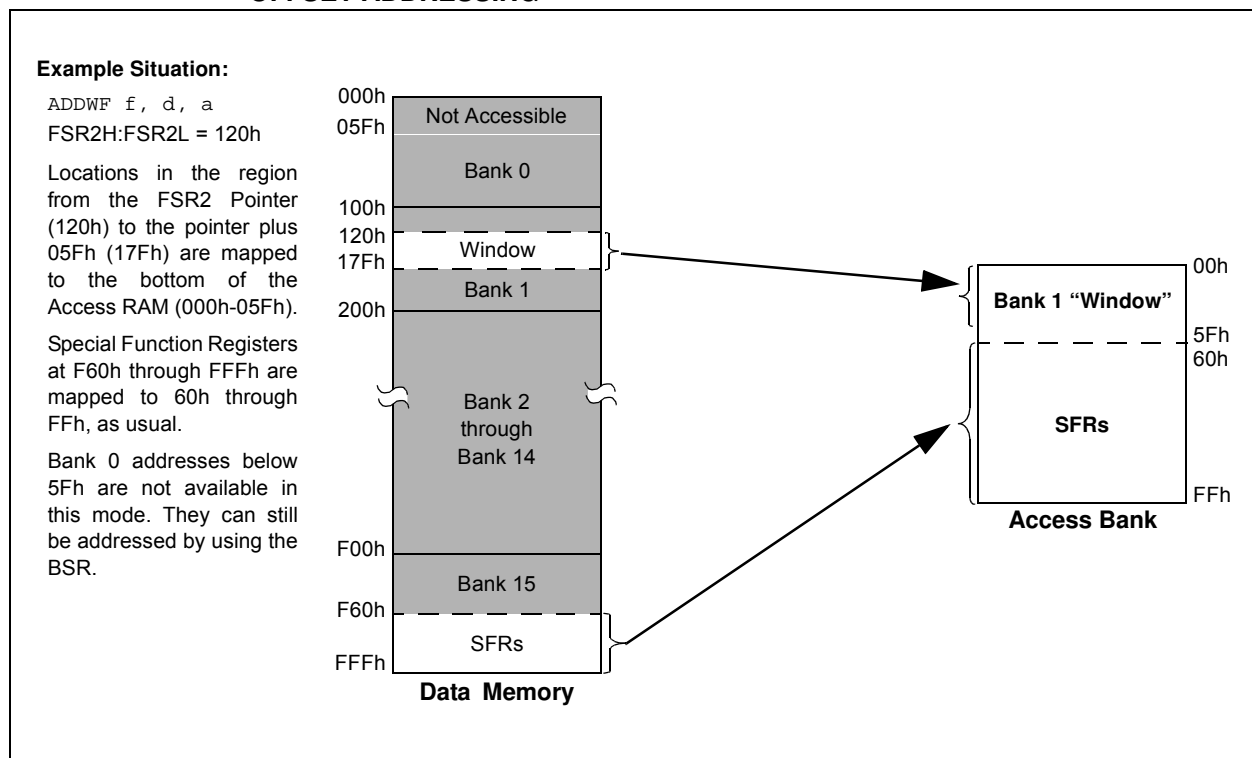 OFFSET ADDRESSING
Example Situation:
ADDWF f, d, a
FSR2H:FSR2L = 120h
Locations in the region
from the FSR2 Pointer
(120h) to the pointer plus
05Fh (17Fh) are mapped
to the bottom of the
Access RAM (000h-05Fh).
Special Function Registers
at F60h through FFFh are
mapped to 60h through
FFh, as usual.
Bank 0 addresses below
5Fh are not available in
this mode. They can still
be addressed by using the
BSR.
000h
Not Accessible
05Fh
Bank 0
100h
120h
Window
17Fh
Bank 1
200h
Bank 2
through
Bank 14
F00h
Bank 15
F60h
SFRs
FFFh
Data Memory
00h
Bank 1 “Window”
5Fh
60h
SFRs
FFh
Access Bank